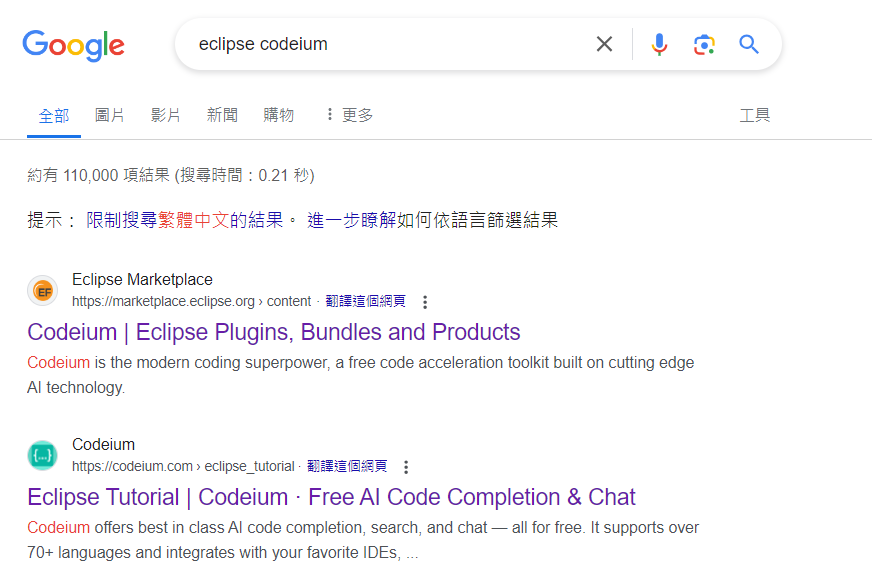 Google
eclipse codeium
全部 圖片 影片 新聞 購物 ⋮ 更多 工具
約有 110,000 項結果 (搜尋時間：0.21 秒)
提示： 限制搜尋繁體中文的結果。 進一步瞭解如何依語言篩選結果
EF
Eclipse Marketplace
https://marketplace.eclipse.org › content · 翻譯這個網頁
Codeium | Eclipse Plugins, Bundles and Products
Codeium is the modern coding superpower, a free code acceleration toolkit built on cutting edge
AI technology.
{...}
Codeium
https://codeium.com › eclipse_tutorial · 翻譯這個網頁
Eclipse Tutorial | Codeium · Free AI Code Completion & Chat
Codeium offers best in class AI code completion, search, and chat — all for free. It supports over
70+ languages and integrates with your favorite IDEs, ...